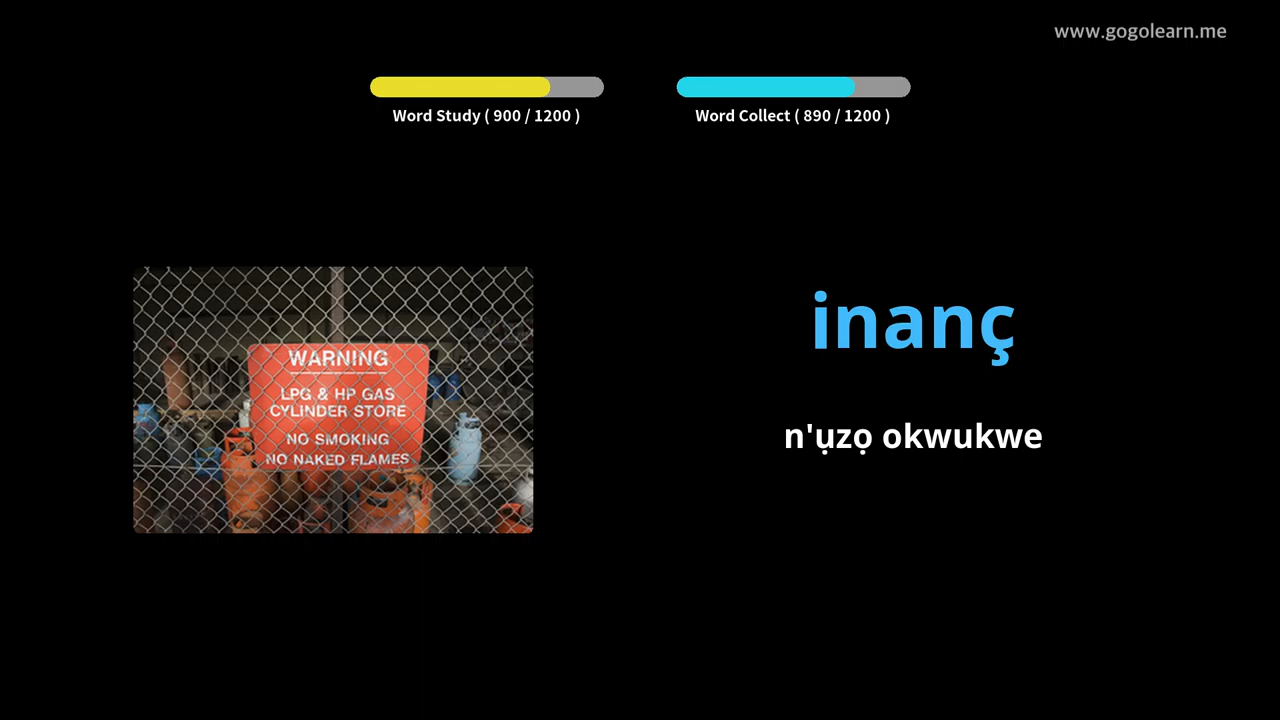 www.gogolearn.me
Word Study ( 900 / 1200 )
Word Collect ( 890 / 1200 )
WARNING
LPG & HP GAS
CYLINDER STORE
NO SMOKING
NO NAKED FLAMES
inanç
n'ụzọ okwukwe